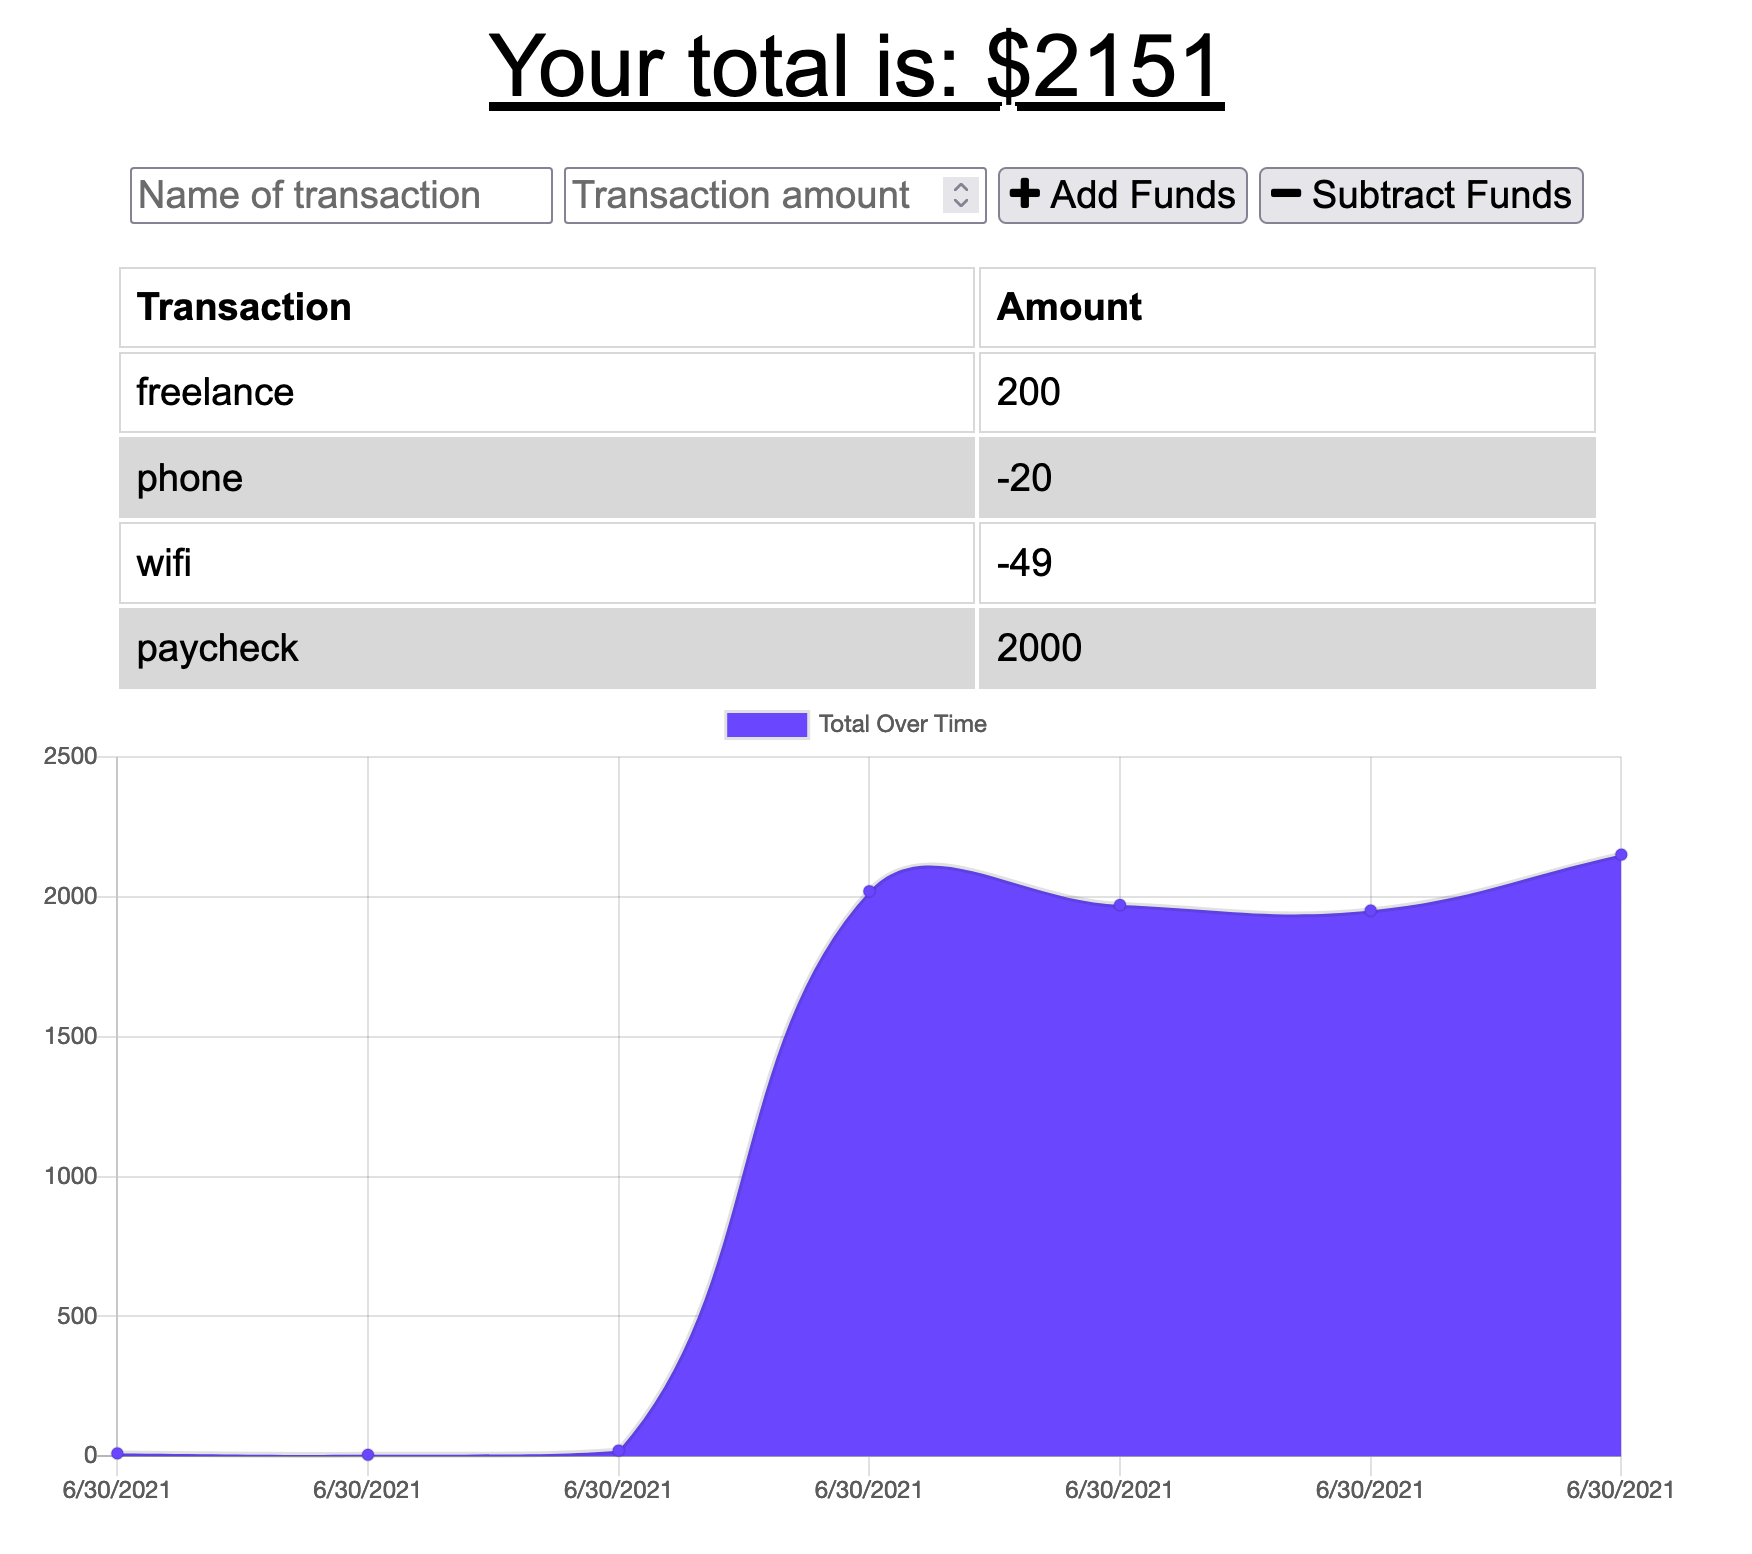 Your total is: $2151
Name of transaction Transaction amount Add Funds Subtract Funds
Transaction Amount
freelance 200
phone -20
wifi -49
paycheck 2000
Total Over Time
2500
2000
1500
1000
500
0
6/30/2021 6/30/2021 6/30/2021 6/30/2021 6/30/2021 6/30/2021 6/30/2021